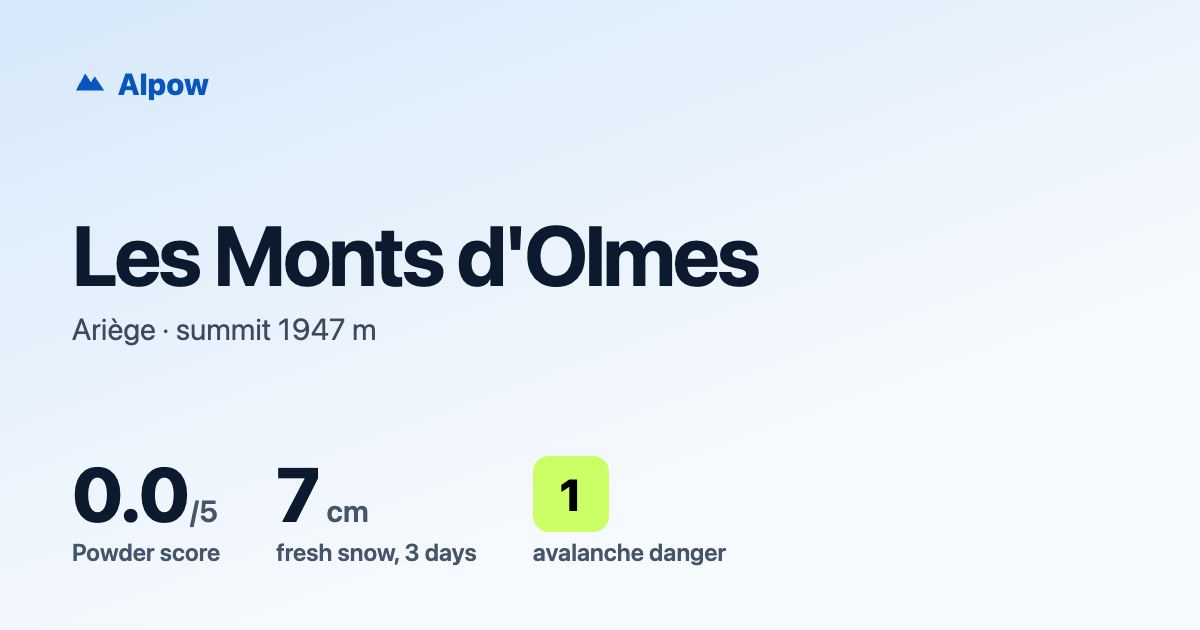 Alpow
Les Monts d'Olmes
Ariège · summit 1947 m
0.0/5
Powder score
7 cm
fresh snow, 3 days
1
avalanche danger